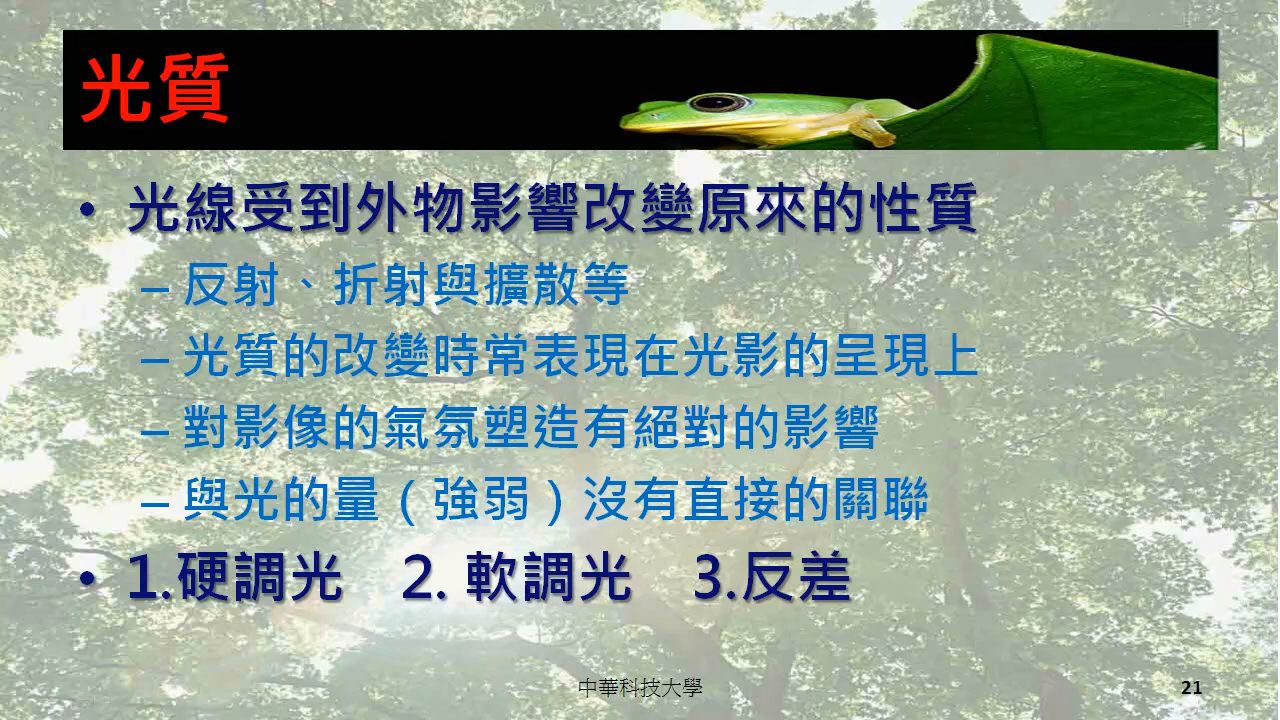 光質
• 光線受到外物影響改變原來的性質
– 反射、折射與擴散等
– 光質的改變時常表現在光影的呈現上
– 對影像的氣氛塑造有絕對的影響
– 與光的量（強弱）沒有直接的關聯
• 1.硬調光 2. 軟調光 3.反差
中華科技大學
21